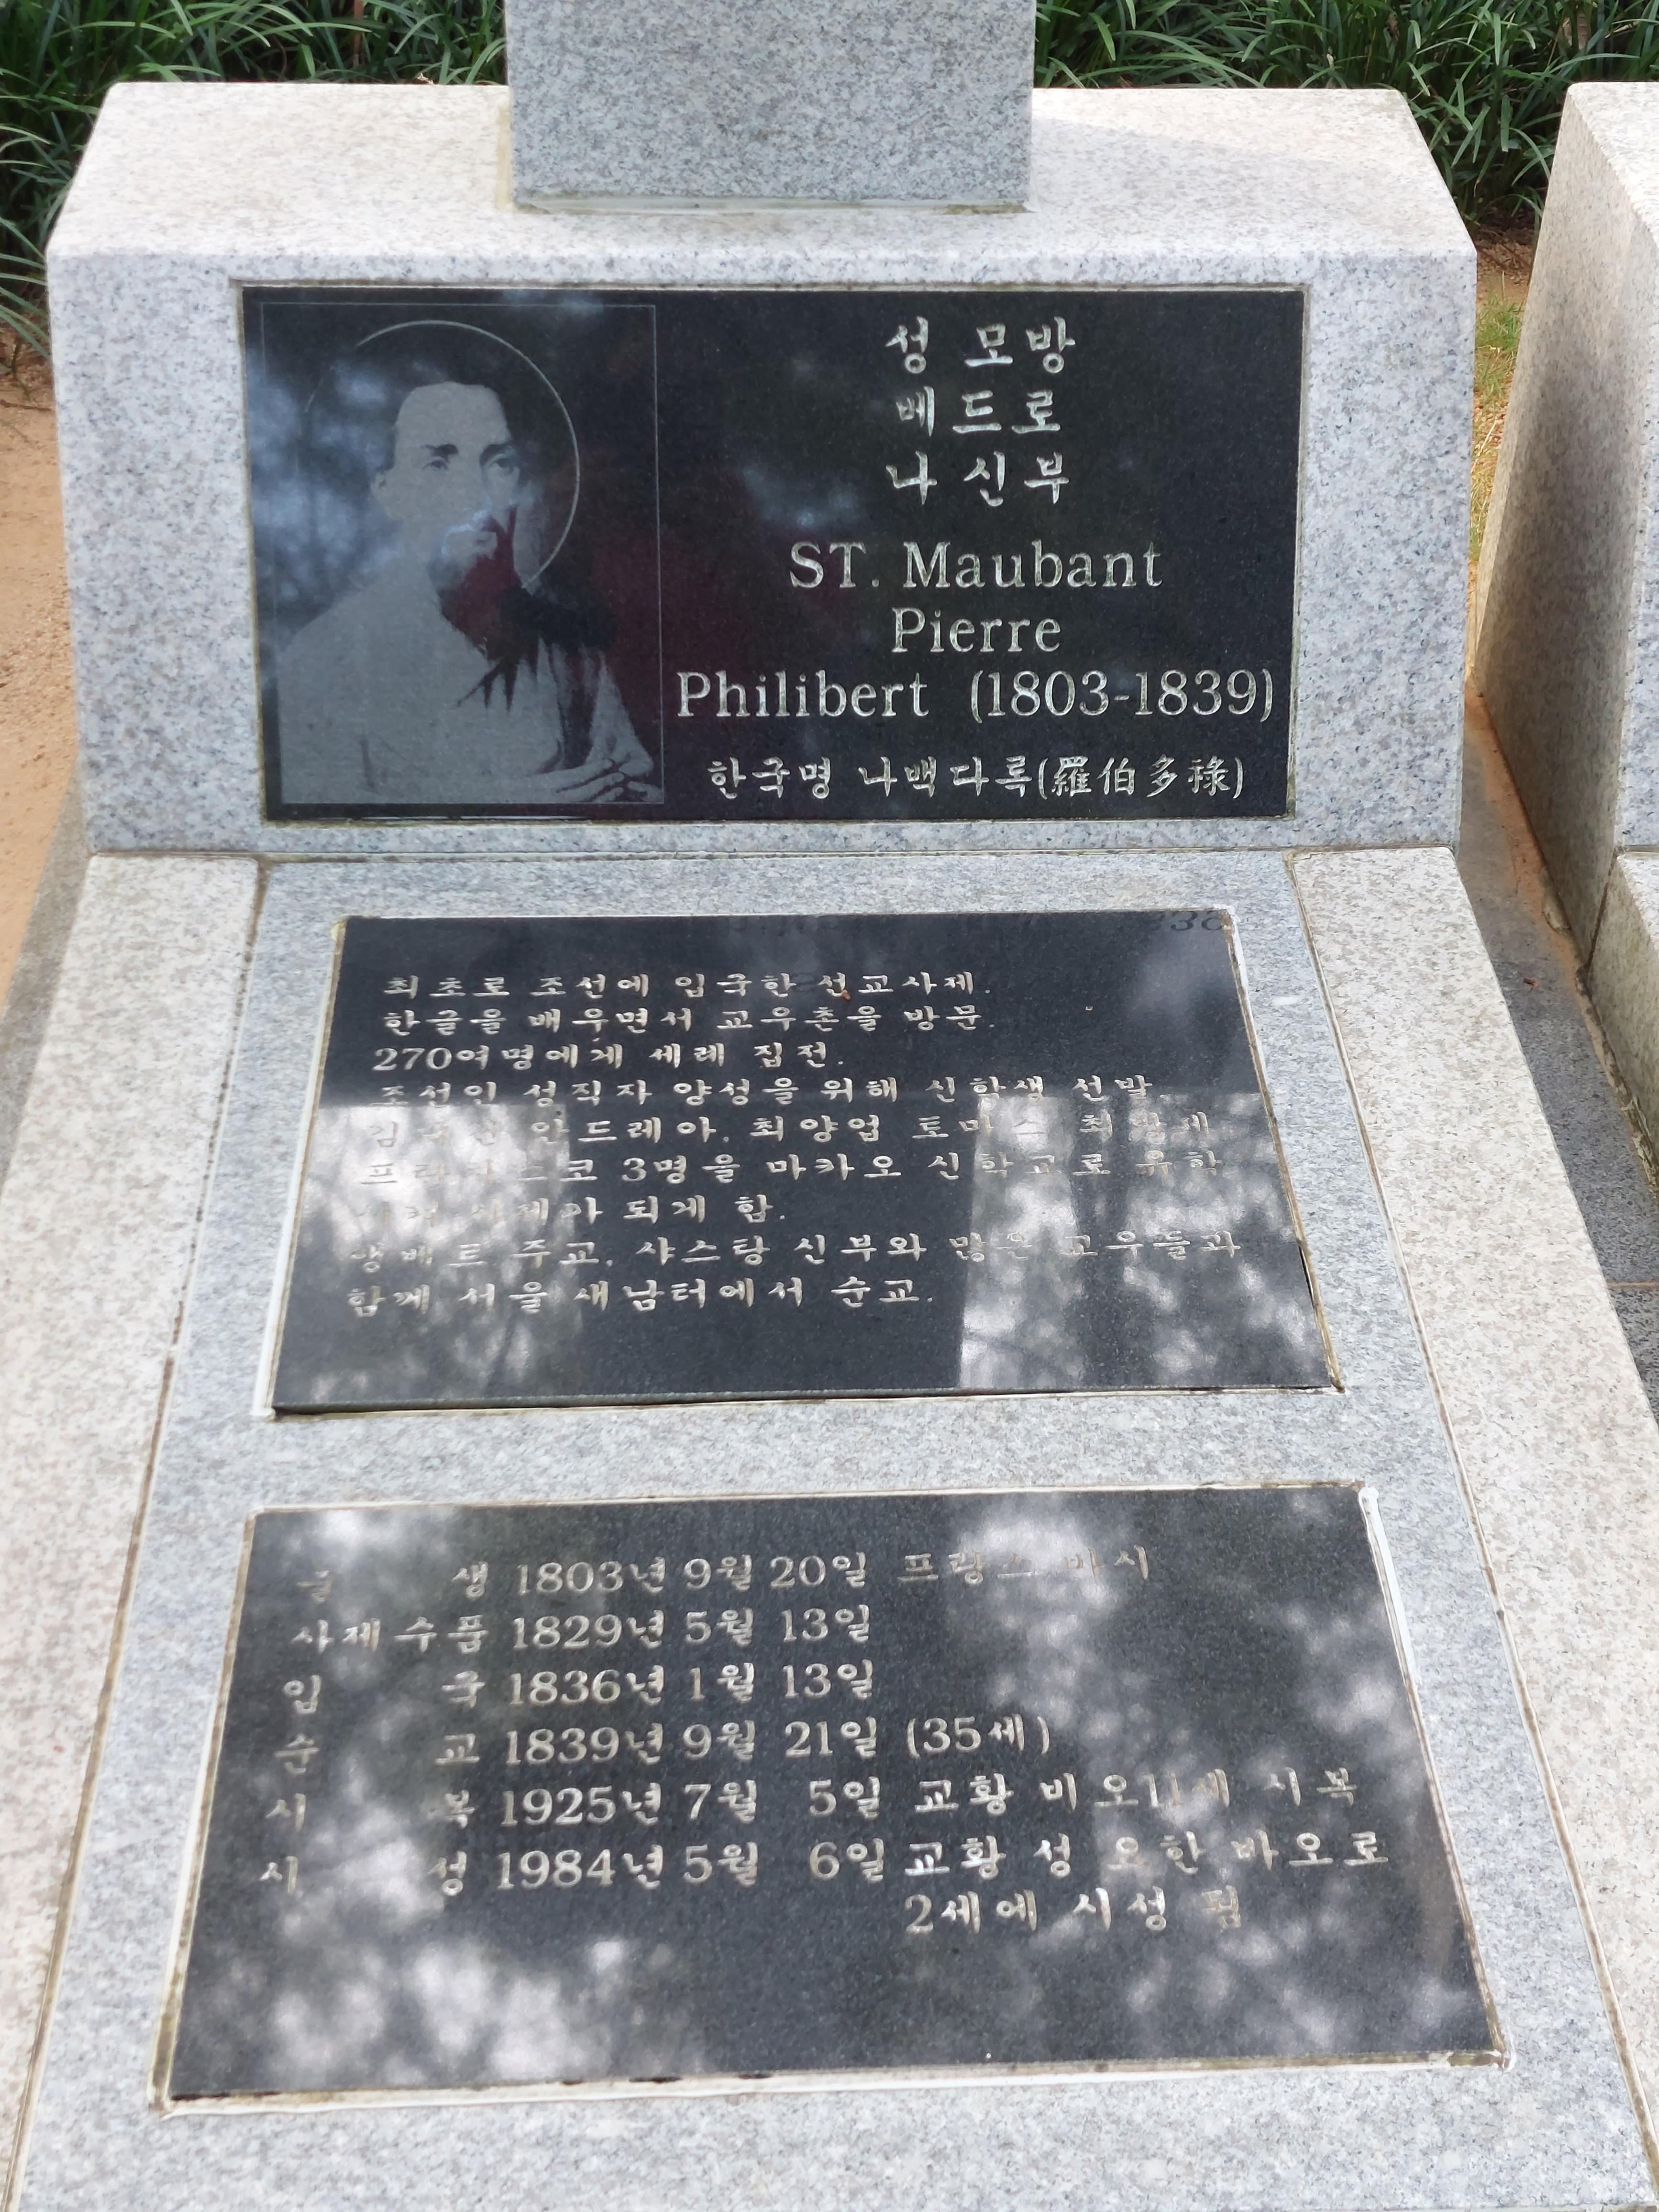 성 모방
베드로
나 신부
ST. Maubant
Pierre
Philibert (1803-1839)
한국명 나백다록(羅伯多祿)
최초로 조선에 입국한 선교사제.
한글을 배우면서 교우촌을 방문.
270여명에게 세례 집전.
조선인 성직자 양성을 위해 신학생 선발.
안드레아, 최양업 토마스
3명을 마카오 신학교로 유학
되게 함.
앵베르 주교, 샤스탕 신부와 많은 교우들과
함께 서울 새남터에서 순교.
생 1803년 9월 20일 프랑스
사제수품 1829년 5월 13일
입 국 1836년 1월 13일
순 교 1839년 9월 21일 (35세)
시 복 1925년 7월 5일 교황 비오11세 시복
시 성 1984년 5월 6일 교황 성 요한 바오로
2세에 시성 됨